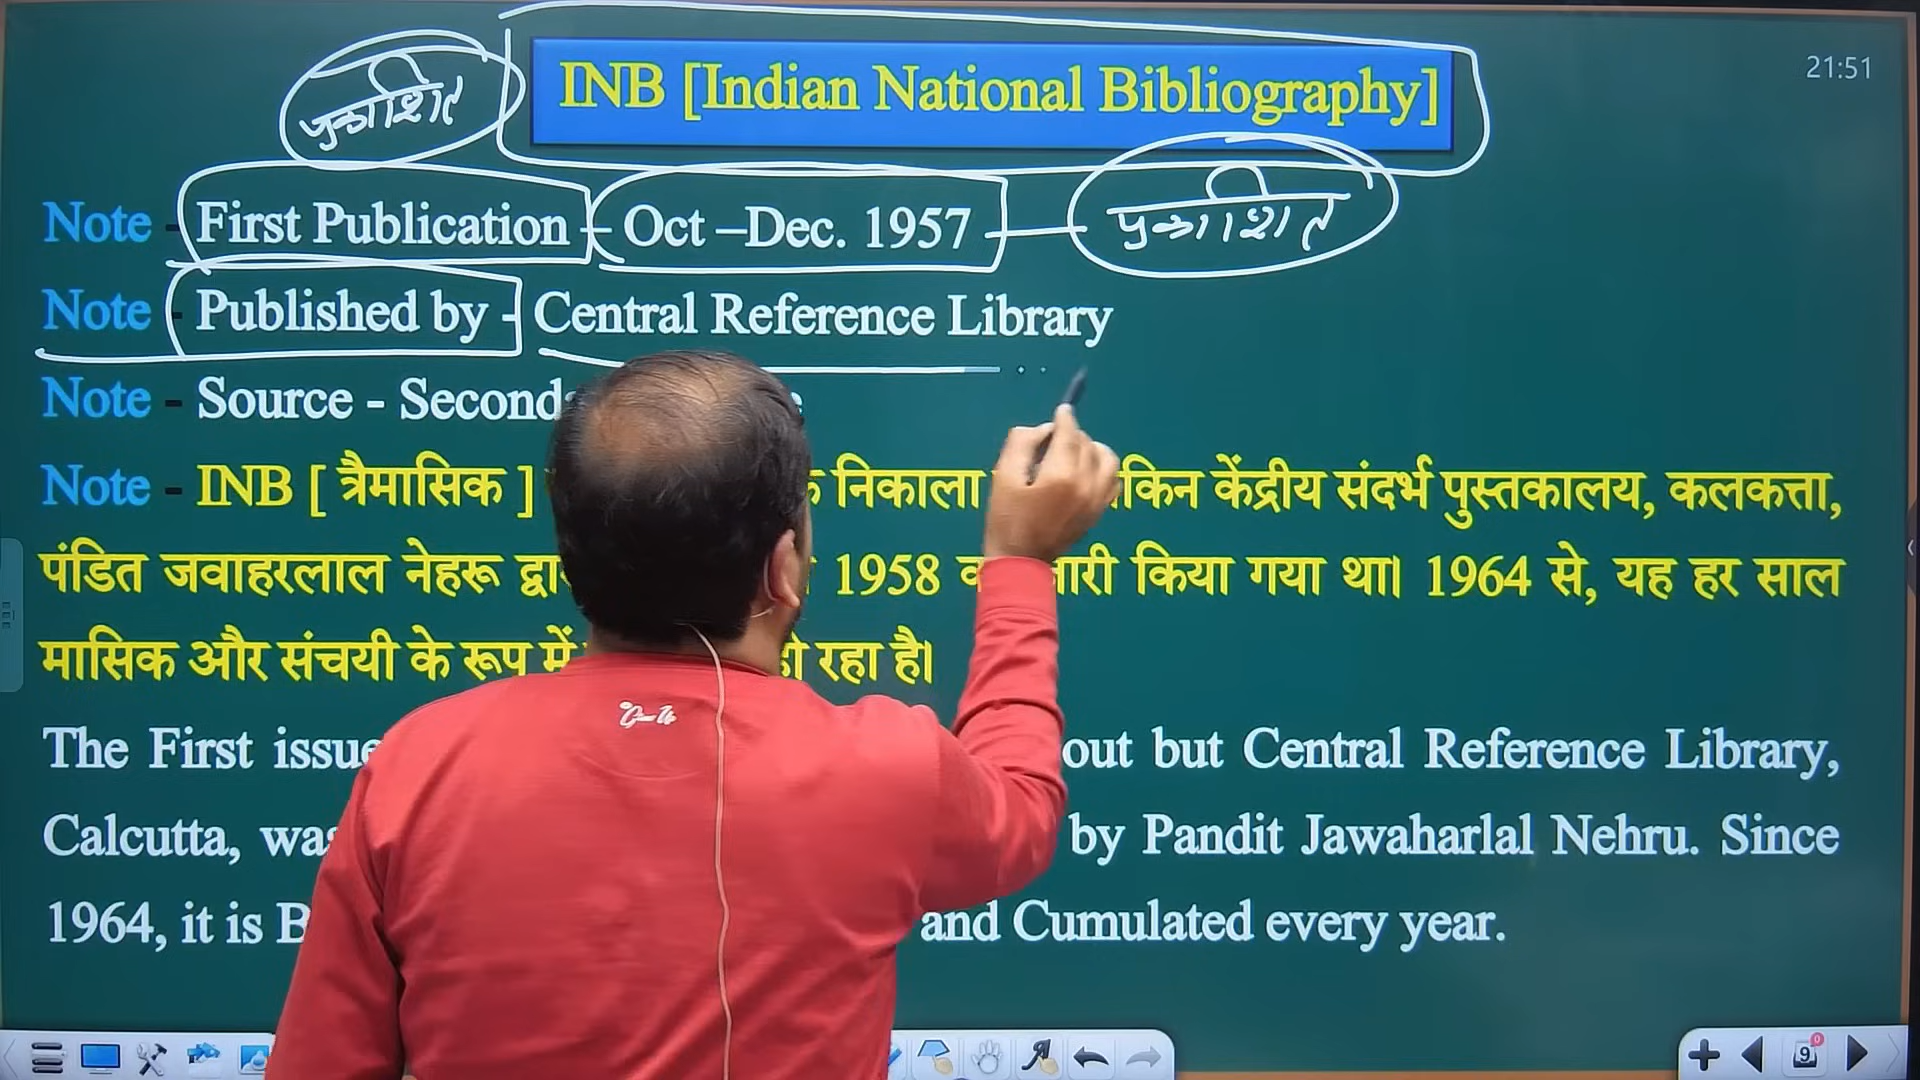 प्रकाशित
INB [Indian National Bibliography]
21:51
Note - First Publication - Oct –Dec. 1957 प्रकाशित
Note - Published by - Central Reference Library
Note - Source -
Note - INB [ त्रैमासिक ] निकाला केंद्रीय संदर्भ पुस्तकालय, कलकत्ता,
पंडित जवाहरलाल नेहरू 1958 किया गया था। 1964 से, यह हर साल
मासिक और संचयी के रूप में रहा है।
The First out but Central Reference Library,
Calcutta, by Pandit Jawaharlal Nehru. Since
1964, it is and Cumulated every year.
9